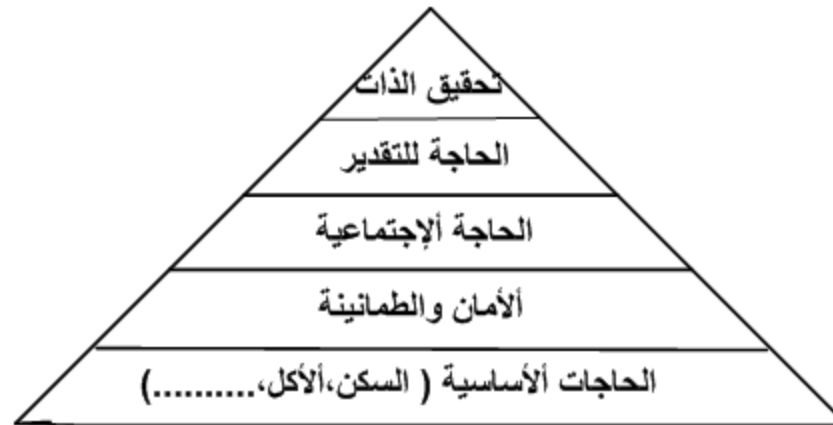 تحقيق الذات
الحاجة للتقدير
الحاجة ألإجتماعية
ألأمان والطمانينة
الحاجات ألأساسية ( السكن،ألأكل،..........)